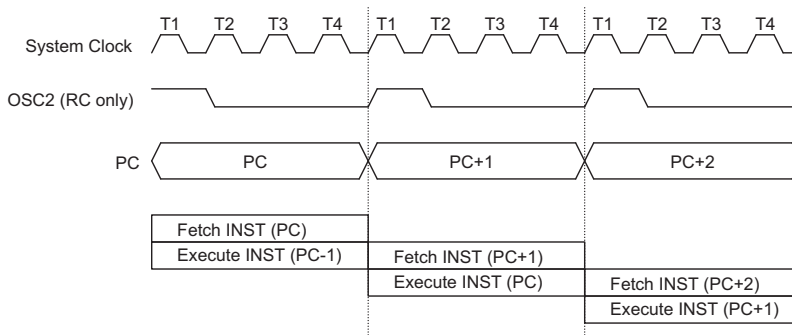 T1 T2 T3 T4 T1 T2 T3 T4 T1 T2 T3 T4
System Clock
OSC2 (RC only)
PC PC PC+1 PC+2
Fetch INST (PC)
Execute INST (PC-1) Fetch INST (PC+1)
Execute INST (PC) Fetch INST (PC+2)
Execute INST (PC+1)